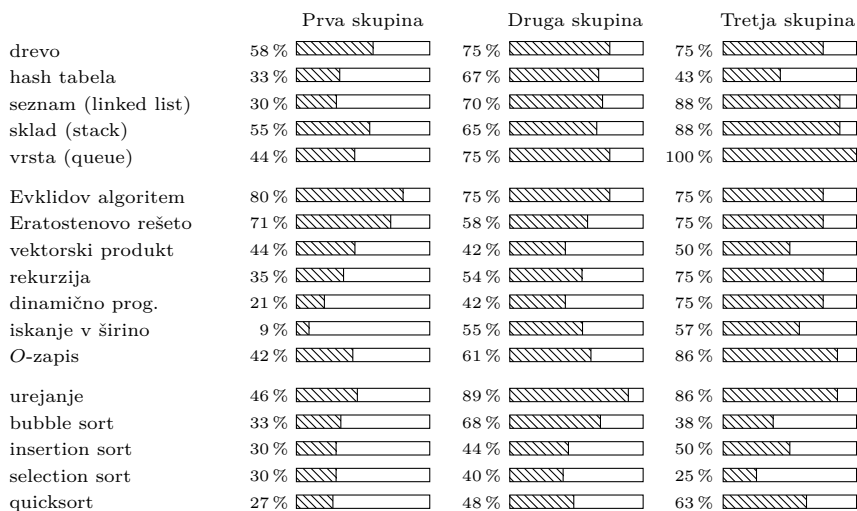 Prva skupina Druga skupina Tretja skupina
drevo 58 % 75 % 75 %
hash tabela 33 % 67 % 43 %
seznam (linked list) 30 % 70 % 88 %
sklad (stack) 55 % 65 % 88 %
vrsta (queue) 44 % 75 % 100 %
Evklidov algoritem 80 % 75 % 75 %
Eratostenovo rešeto 71 % 58 % 75 %
vektorski produkt 44 % 42 % 50 %
rekurzija 35 % 54 % 75 %
dinamično prog. 21 % 42 % 75 %
iskanje v širino 9 % 55 % 57 %
O-zapis 42 % 61 % 86 %
urejanje 46 % 89 % 86 %
bubble sort 33 % 68 % 38 %
insertion sort 30 % 44 % 50 %
selection sort 30 % 40 % 25 %
quicksort 27 % 48 % 63 %